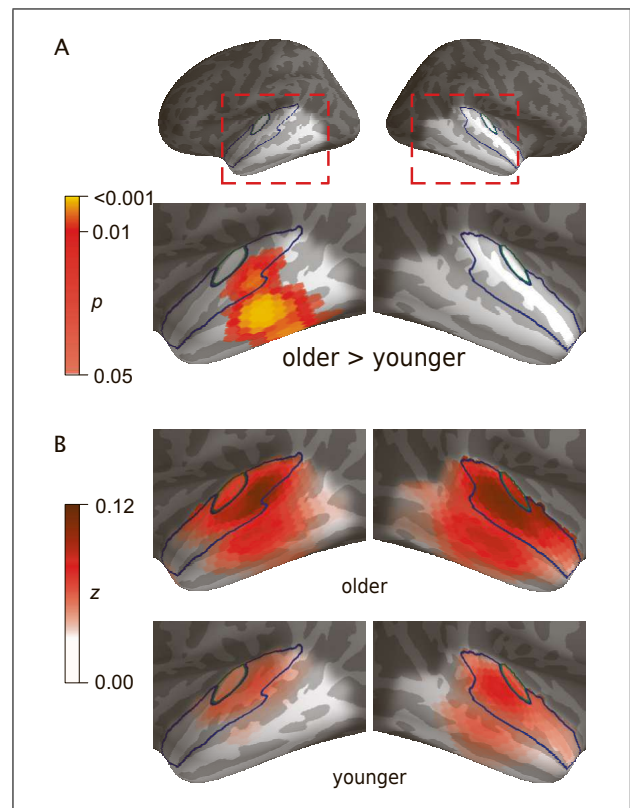 A
<0.001
0.01
p
0.05
older > younger
B
0.12
z
0.00
older
younger